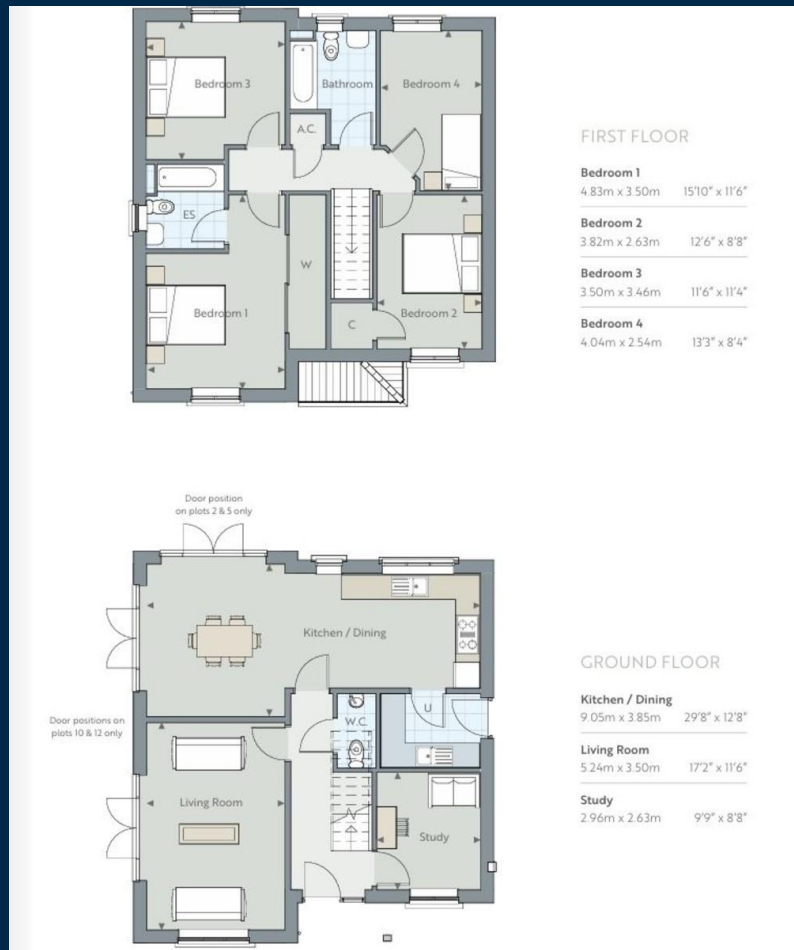 Bedroom 3
Bathroom
Bedroom 4
A.C.
ES
W
Bedroom 1
C
Bedroom 2
FIRST FLOOR
Bedroom 1
4.83m x 3.50m 15'10" x 11'6"
Bedroom 2
3.82m x 2.63m 12'6" x 8'8"
Bedroom 3
3.50m x 3.46m 11'6" x 11'4"
Bedroom 4
4.04m x 2.54m 13'3" x 8'4"
Door position
on plots 2 & 5 only
Kitchen / Dining
Door positions on
plots 10 & 12 only
W.C.
U
Living Room
Study
GROUND FLOOR
Kitchen / Dining
9.05m x 3.85m 29'8" x 12'8"
Living Room
5.24m x 3.50m 17'2" x 11'6"
Study
2.96m x 2.63m 9'9" x 8'8"